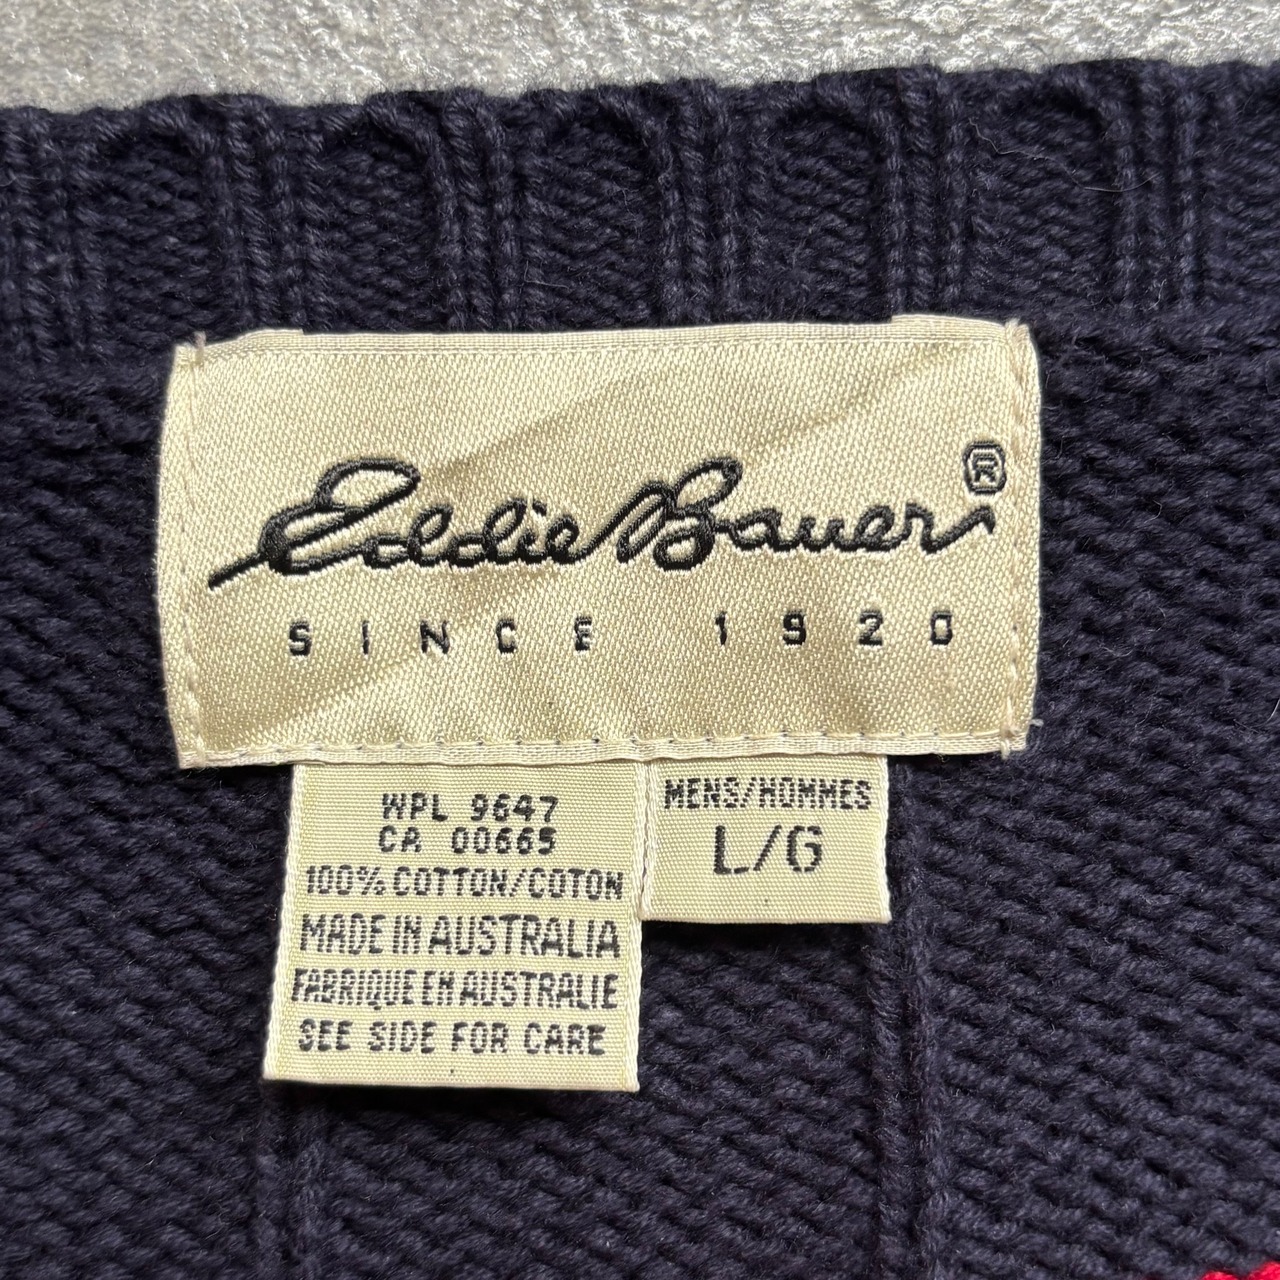 Eddie Bauer®
SINCE 1920
WPL 9647
CA 00665
100% COTTON/COTON
MADE IN AUSTRALIA
FABRIQUE EN AUSTRALIE
SEE SIDE FOR CARE
MENS/HOMMES
L/G